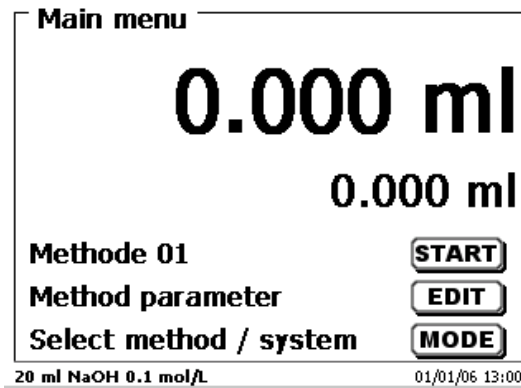 Main menu
0.000 ml
0.000 ml
Methode 01 START
Method parameter EDIT
Select method / system MODE
20 ml NaOH 0.1 mol/L 01/01/06 13:00